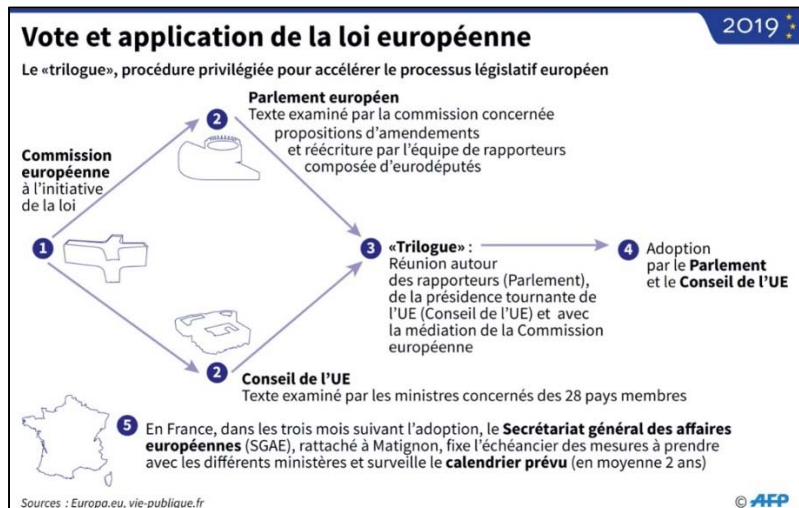 2019
Vote et application de la loi européenne
Le «trilogue», procédure privilégiée pour accélérer le processus législatif européen
1
Commission
européenne
à l’initiative
de la loi
2
Parlement européen
Texte examiné par la commission concernée
propositions d’amendements
et réécriture par l’équipe de rapporteurs
composée d’eurodéputés
2
Conseil de l’UE
Texte examiné par les ministres concernés des 28 pays membres
3
«Trilogue» :
Réunion autour
des rapporteurs (Parlement),
de la présidence tournante de
l’UE (Conseil de l’UE) et avec
la médiation de la Commission
européenne
4
Adoption
par le Parlement
et le Conseil de l’UE
5
En France, dans les trois mois suivant l’adoption, le Secrétariat général des affaires
européennes (SGAE), rattaché à Matignon, fixe l’échéancier des mesures à prendre
avec les différents ministères et surveille le calendrier prévu (en moyenne 2 ans)
Sources : Europa.eu, vie-publique.fr
© AFP